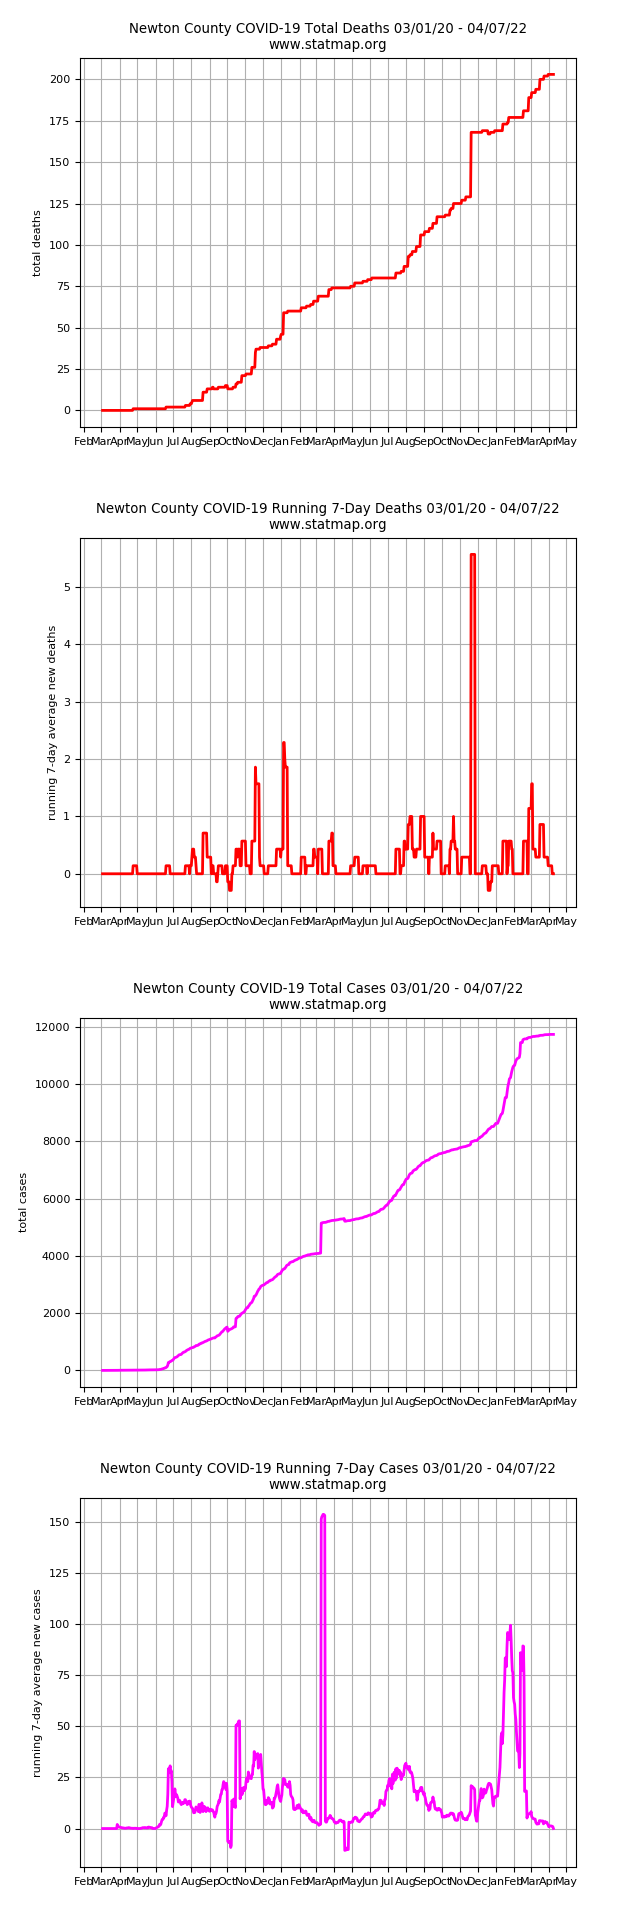 Newton County COVID-19 Total Deaths 03/01/20 - 04/07/22
www.statmap.org
200
175
150
125
100
75
50
25
0
total deaths
Feb Mar Apr May Jun Jul Aug Sep Oct Nov Dec Jan Feb Mar Apr May Jun Jul Aug Sep Oct Nov Dec Jan Feb Mar Apr May
Newton County COVID-19 Running 7-Day Deaths 03/01/20 - 04/07/22
www.statmap.org
5
4
3
2
1
0
running 7-day average new deaths
Feb Mar Apr May Jun Jul Aug Sep Oct Nov Dec Jan Feb Mar Apr May Jun Jul Aug Sep Oct Nov Dec Jan Feb Mar Apr May
Newton County COVID-19 Total Cases 03/01/20 - 04/07/22
www.statmap.org
12000
10000
8000
6000
4000
2000
0
total cases
Feb Mar Apr May Jun Jul Aug Sep Oct Nov Dec Jan Feb Mar Apr May Jun Jul Aug Sep Oct Nov Dec Jan Feb Mar Apr May
Newton County COVID-19 Running 7-Day Cases 03/01/20 - 04/07/22
www.statmap.org
150
125
100
75
50
25
0
running 7-day average new cases
Feb Mar Apr May Jun Jul Aug Sep Oct Nov Dec Jan Feb Mar Apr May Jun Jul Aug Sep Oct Nov Dec Jan Feb Mar Apr May